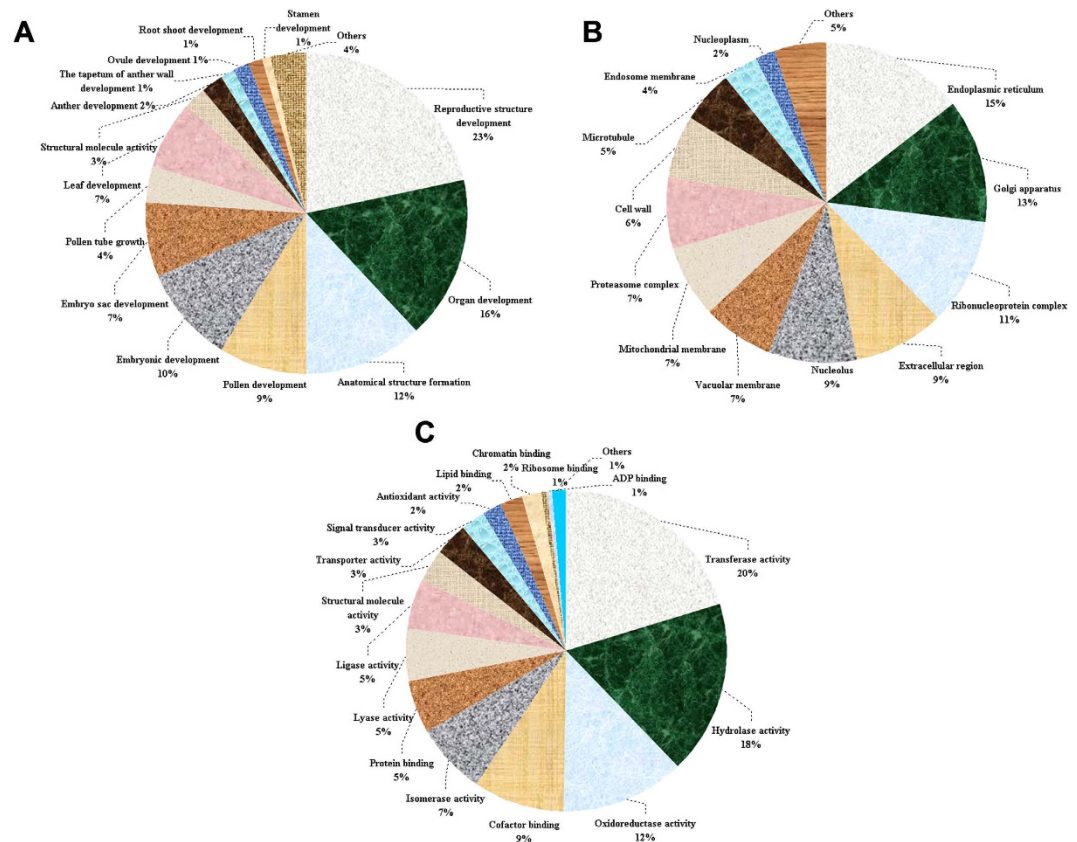 A
Stamen
development
1%
Others
4%
Root shoot development
1%
Ovule development 1%
The tapetum of anther wall
development 1%
Anther development 2%
Structural molecule activity
3%
Leaf development
7%
Pollen tube growth
4%
Embryo sac development
7%
Embryonic development
10%
Pollen development
9%
Anatomical structure formation
12%
Organ development
16%
Reproductive structure
development
23%
B
Others
5%
Nucleoplasm
2%
Endosome membrane
4%
Microtubule
5%
Cell wall
6%
Proteasome complex
7%
Mitochondrial membrane
7%
Vacuolar membrane
7%
Nucleolus
9%
Extracellular region
9%
Ribonucleoprotein complex
11%
Golgi apparatus
13%
Endoplasmic reticulum
15%
C
Others
1%
Chromatin binding
2%
Ribosome binding
1%
ADP binding
1%
Lipid binding
2%
Antioxidant activity
2%
Signal transducer activity
3%
Transporter activity
3%
Structural molecule
activity
3%
Ligase activity
5%
Lyase activity
5%
Protein binding
5%
Isomerase activity
7%
Cofactor binding
9%
Oxidoreductase activity
12%
Hydrolase activity
18%
Transferase activity
20%